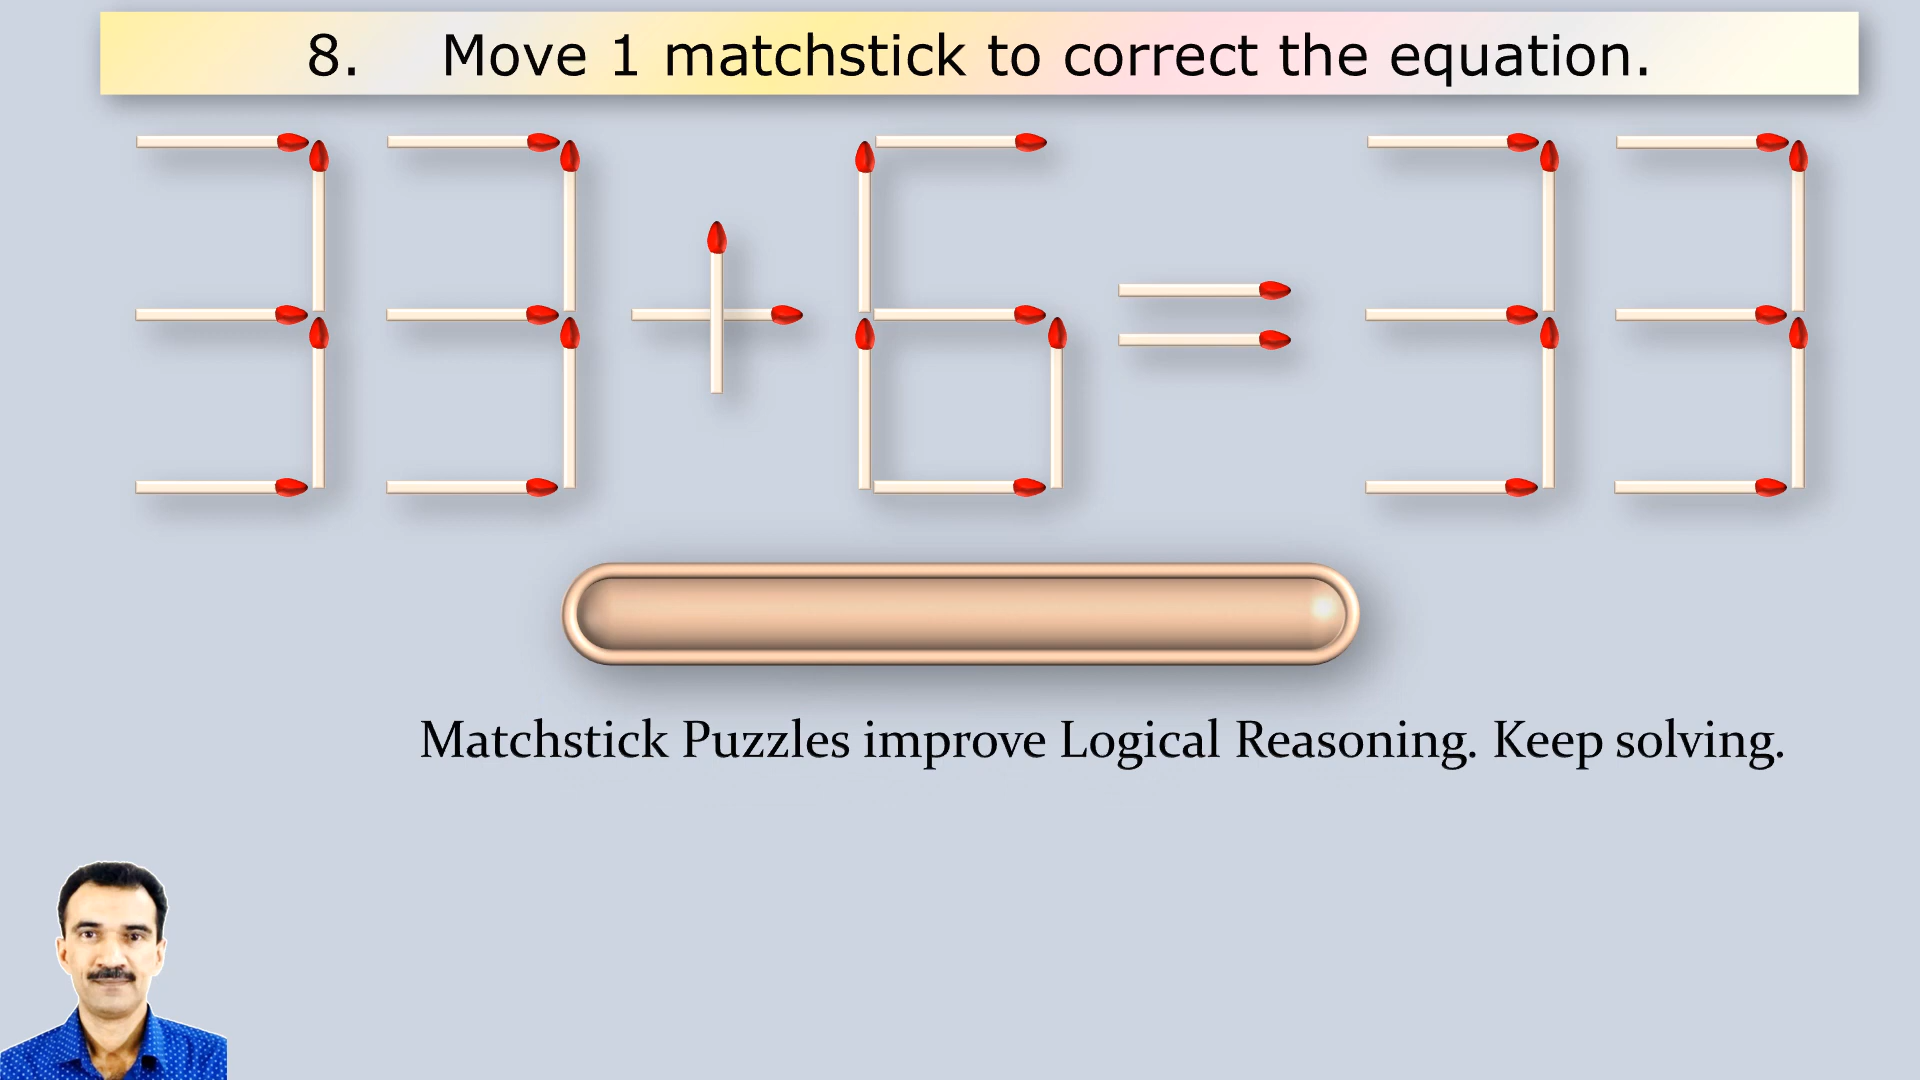 8. Move 1 matchstick to correct the equation.
33+6=33
Matchstick Puzzles improve Logical Reasoning. Keep solving.